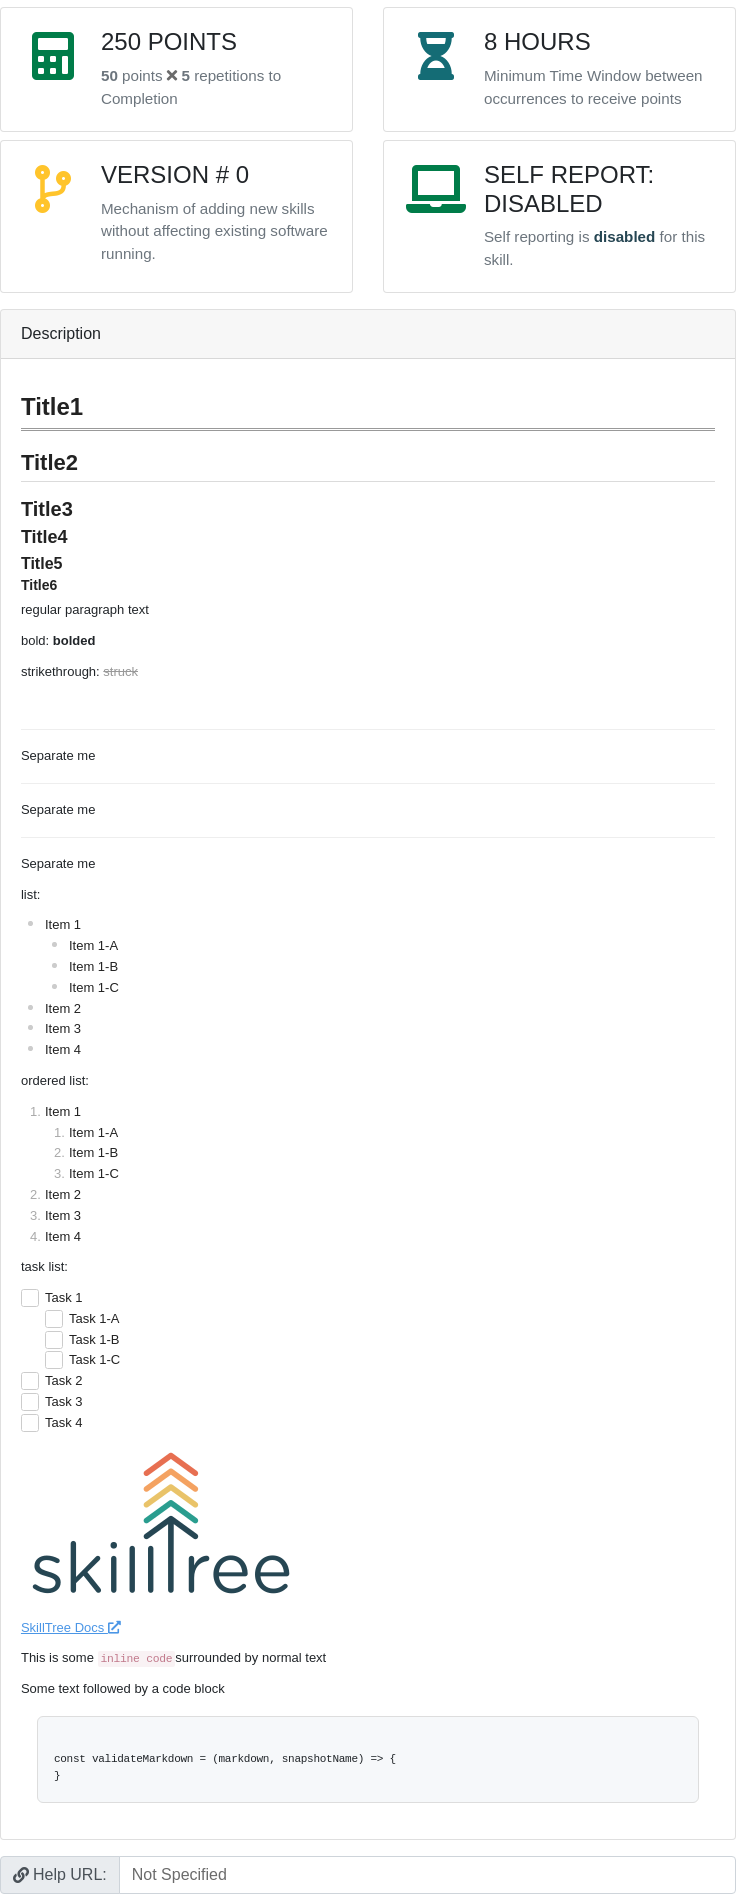 250 POINTS
50 points × 5 repetitions to
Completion
8 HOURS
Minimum Time Window between
occurrences to receive points
VERSION # 0
Mechanism of adding new skills
without affecting existing software
running.
SELF REPORT:
DISABLED
Self reporting is disabled for this
skill.
Description
Title1
Title2
Title3
Title4
Title5
Title6
regular paragraph text
bold: bolded
strikethrough: struck
Separate me
Separate me
Separate me
list:
Item 1
Item 1-A
Item 1-B
Item 1-C
Item 2
Item 3
Item 4
ordered list:
1. Item 1
1. Item 1-A
2. Item 1-B
3. Item 1-C
2. Item 2
3. Item 3
4. Item 4
task list:
Task 1
Task 1-A
Task 1-B
Task 1-C
Task 2
Task 3
Task 4
skillTree
SkillTree Docs
This is some inline code surrounded by normal text
Some text followed by a code block
const validateMarkdown = (markdown, snapshotName) => {
}
Help URL: Not Specified